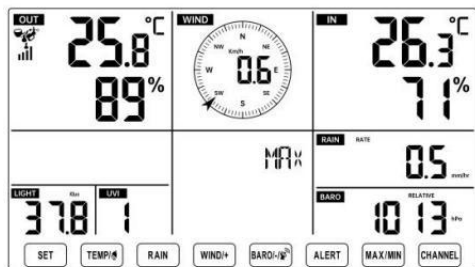 OUT 25.8 °C
89%
WIND
N
NW NE
Km/h
W 0.6 E
SW SE
S
IN 26.3 °C
71%
MAX
RAIN RATE
0.5 mm/hr
LIGHT Klux
37.8
UVI
1
BARO RELATIVE
1013 hPa
SET TEMP/ RAIN WIND/+ BARO/-/ ALERT MAX/MIN CHANNEL